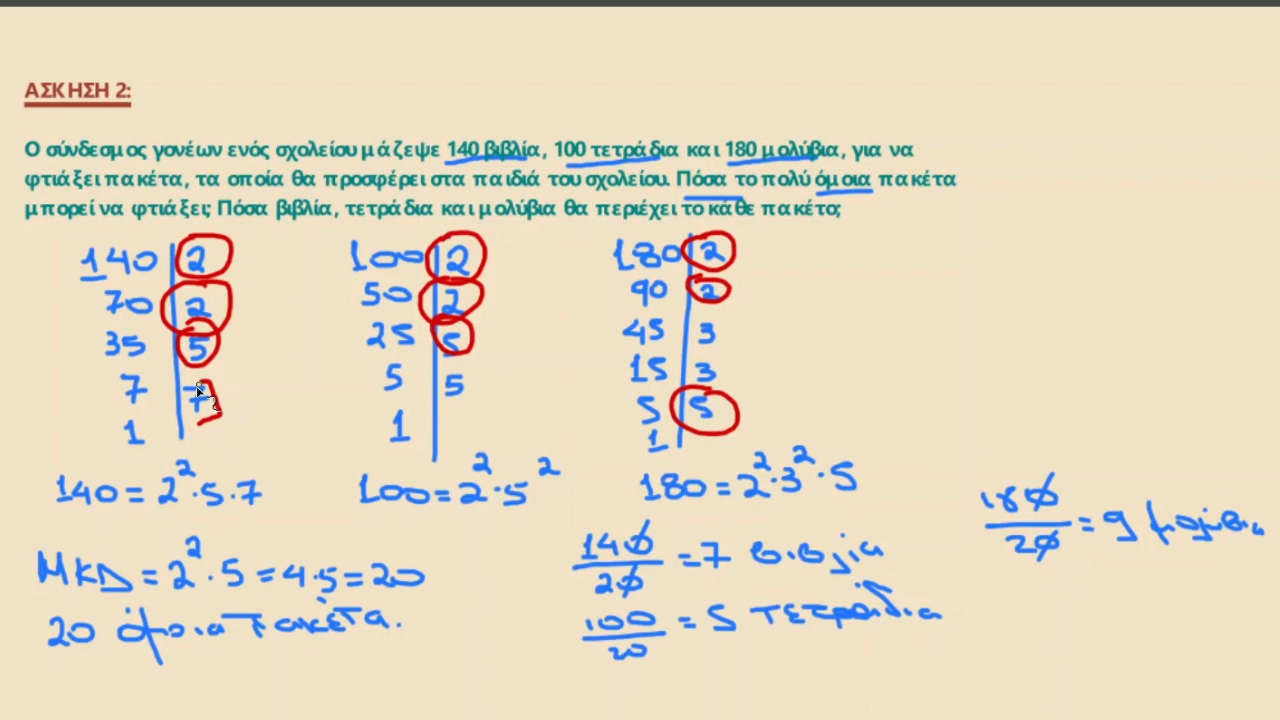 ΑΣΚΗΣΗ 2:
Ο σύνδεσμος γονέων ενός σχολείου μάζεψε 140 βιβλία, 100 τετράδια και 180 μολύβια, για να
φτιάξει πακέτα, τα οποία θα προσφέρει στα παιδιά του σχολείου. Πόσα το πολύ όμοια πακέτα
μπορεί να φτιάξει; Πόσα βιβλία, τετράδια και μολύβια θα περιέχει το κάθε πακέτο;
140 | 2
70 | 2
35 | 5
7 | 7
1
140 = 2² · 5 · 7
100 | 2
50 | 2
25 | 5
5 | 5
1
100 = 2² · 5²
180 | 2
90 | 2
45 | 3
15 | 3
5 | 5
1
180 = 2² · 3² · 5
ΜΚΔ = 2² · 5 = 4 · 5 = 20
20 όμοια πακέτα.
140/20 = 7 βιβλία
100/20 = 5 τετράδια
180/20 = 9 μολύβια